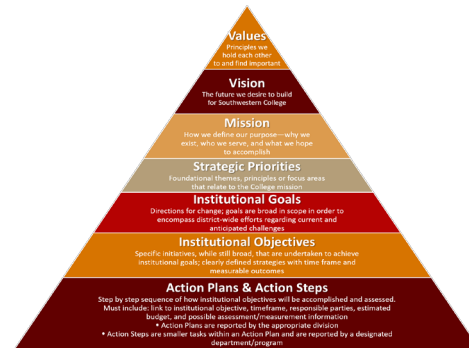 Values
Principles we
hold each other
to and find important
Vision
The future we desire to build
for Southwestern College
Mission
How we define our purpose—why we
exist, who we serve, and what we hope
to accomplish
Strategic Priorities
Foundational themes, principles or focus areas
that relate to the College mission
Institutional Goals
Directions for change; goals are broad in scope in order to
encompass district-wide efforts regarding current and
anticipated challenges
Institutional Objectives
Specific initiatives, while still broad, that are undertaken to achieve
institutional goals; clearly defined strategies with time frame and
measurable outcomes
Action Plans & Action Steps
Step by step sequence of how institutional objectives will be accomplished and assessed.
Must include: link to institutional objective, timeframe, responsible parties, estimated
budget, and possible assessment/measurement information
• Action Plans are reported by the appropriate division
• Action Steps are smaller tasks within an Action Plan and are reported by a designated
department/program